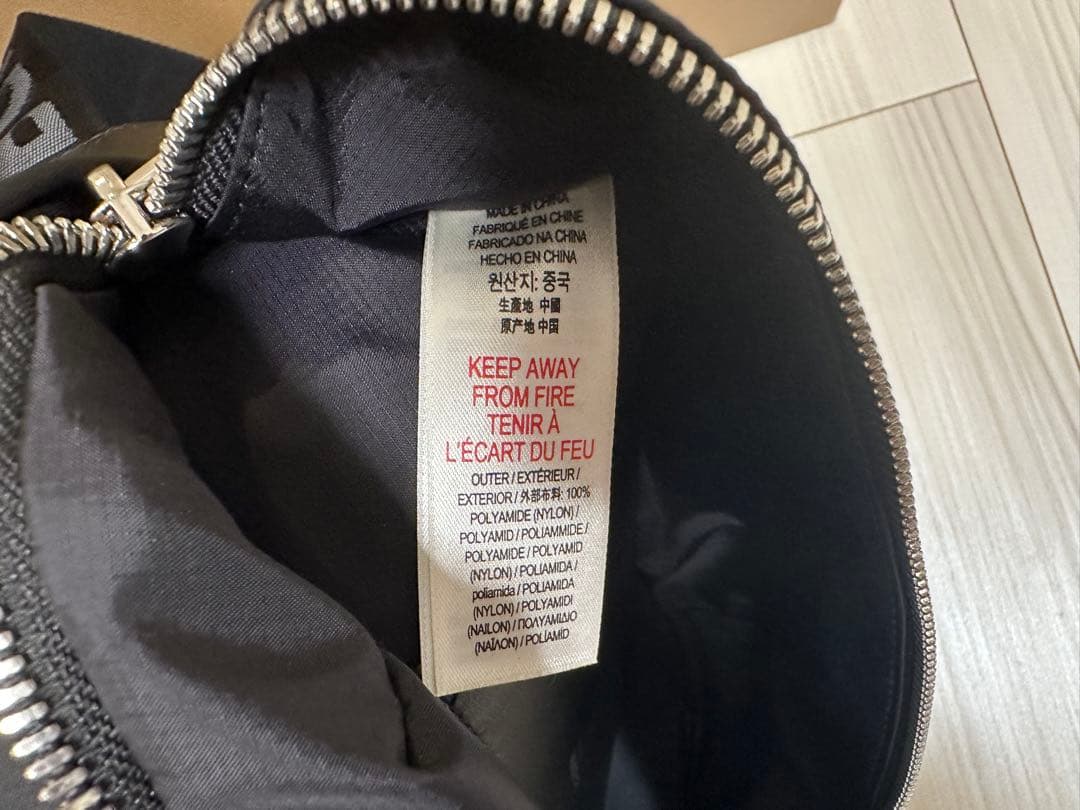 MADE IN CHINA
FABRIQUÉ EN CHINE
FABRICADO NA CHINA
HECHO EN CHINA
원산지: 중국
生產地 中國
原产地 中国
KEEP AWAY
FROM FIRE
TENIR À
L'ÉCART DU FEU
OUTER / EXTÉRIEUR /
EXTERIOR / 外部布料: 100%
POLYAMIDE (NYLON) /
POLYAMID / POLIAMMIDE /
POLYAMIDE / POLYAMID
(NYLON) / POLIAMIDA /
poliamida / POLIAMIDA
(NYLON) / POLYAMIDI
(NAILON) / ΠΟΛΥΑΜΙΔΙΟ
(ΝΑΪΛΟΝ) / POLÍAMÍÐ